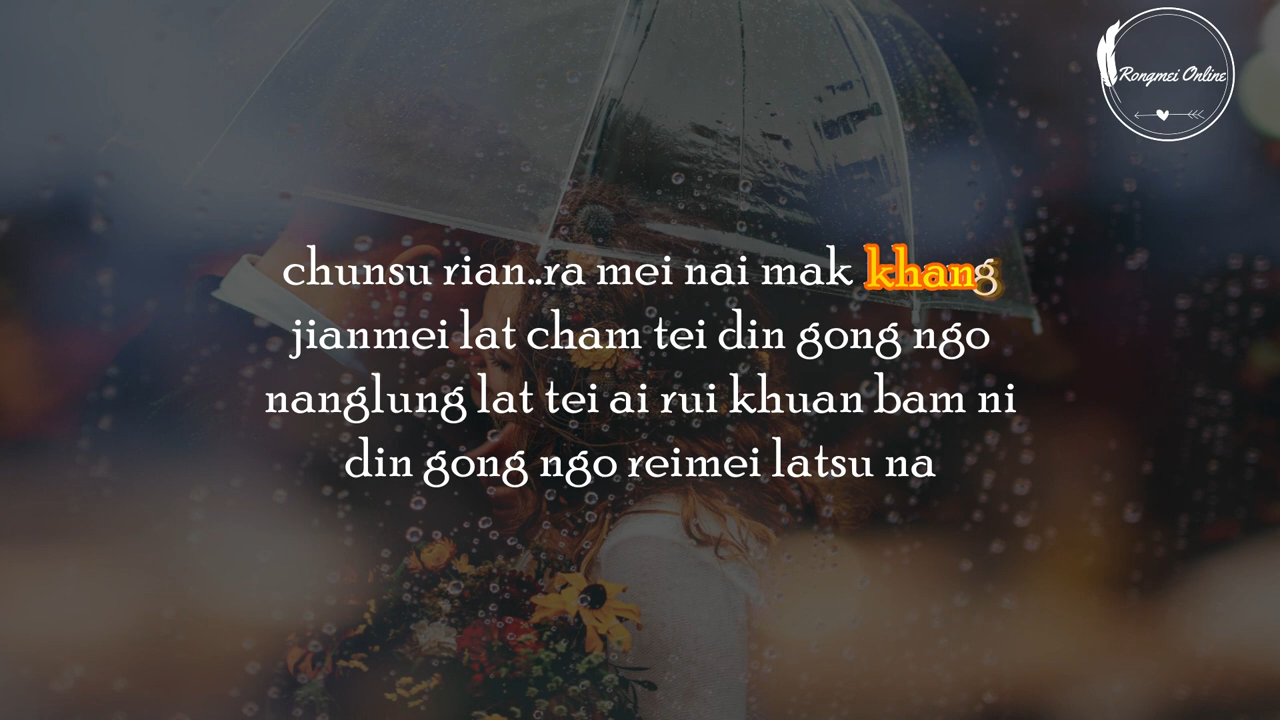 Rongmei Online
chunsu rian..ra mei nai mak khang
jianmei lat cham tei din gong ngo
nanglung lat tei ai rui khuan bam ni
din gong ngo reimei latsu na